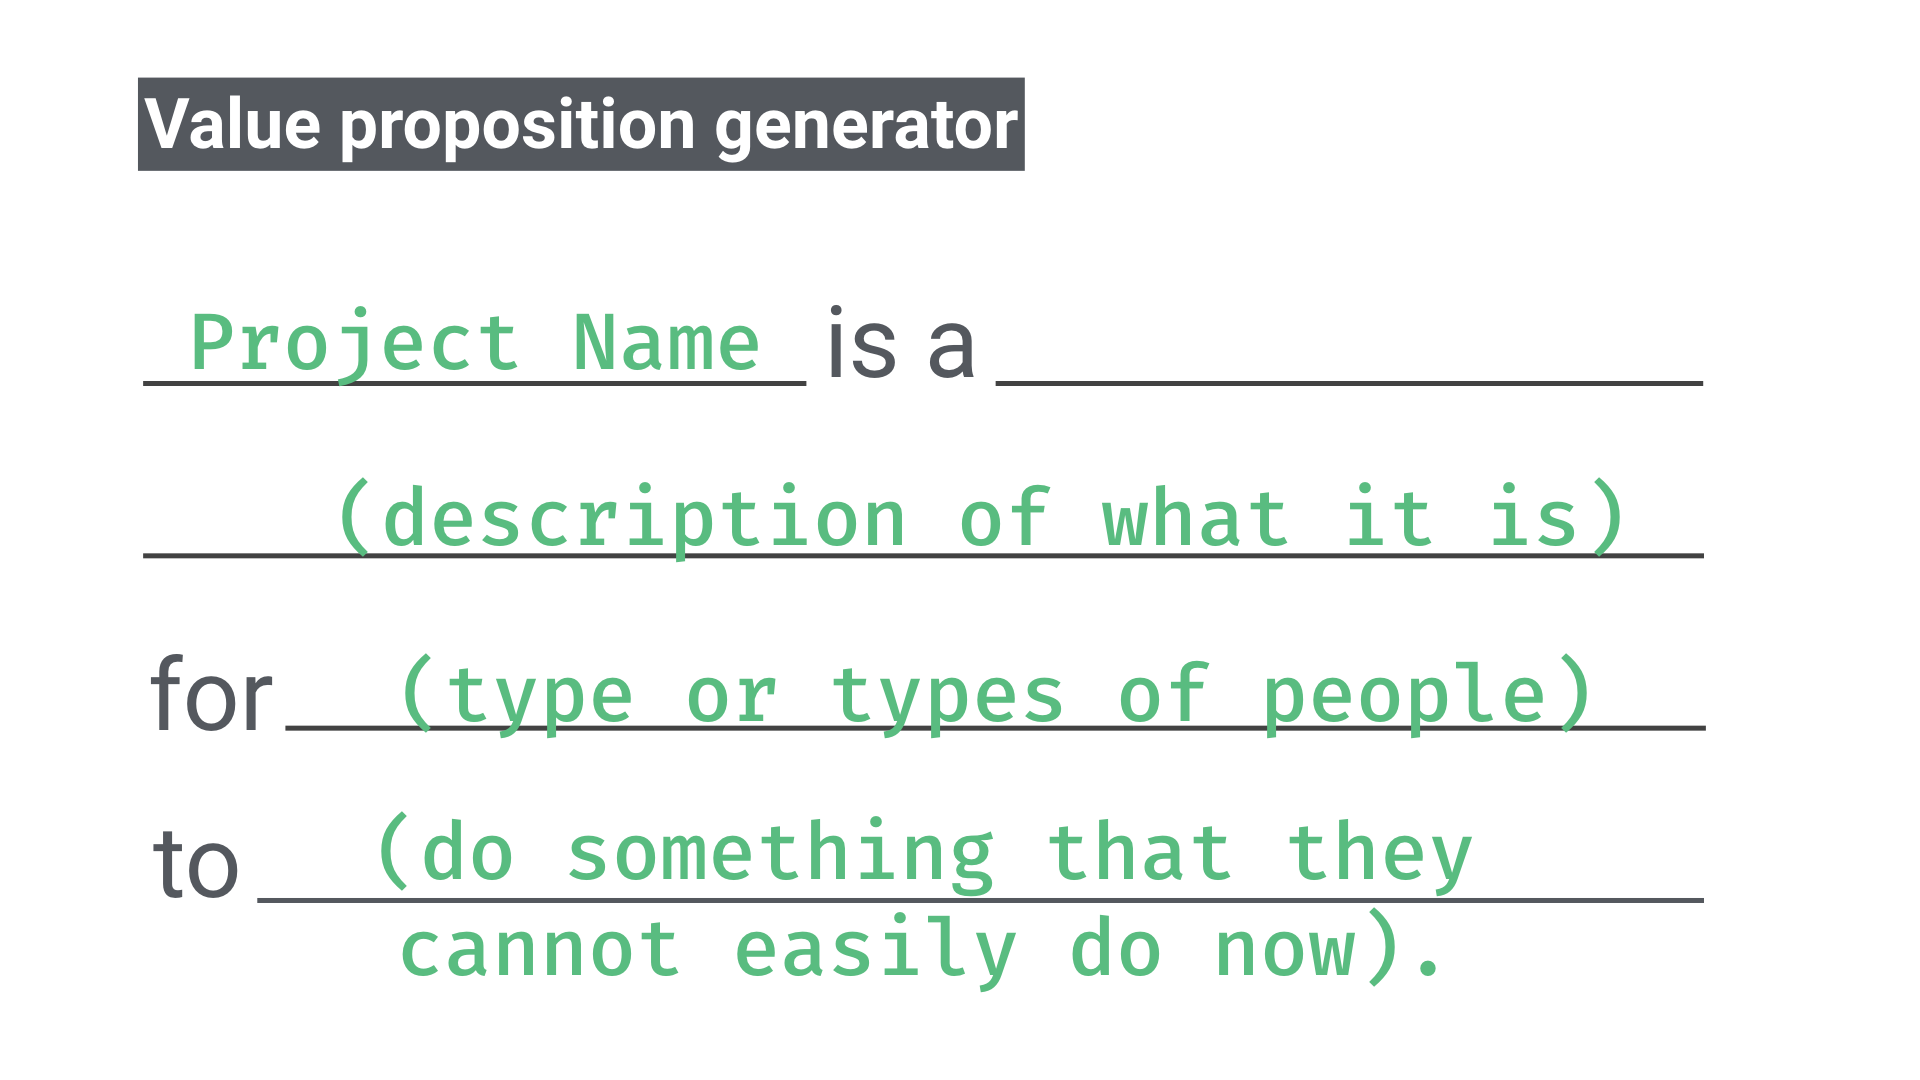 Value proposition generator
Project Name is a
(description of what it is)
for (type or types of people)
to (do something that they
cannot easily do now).